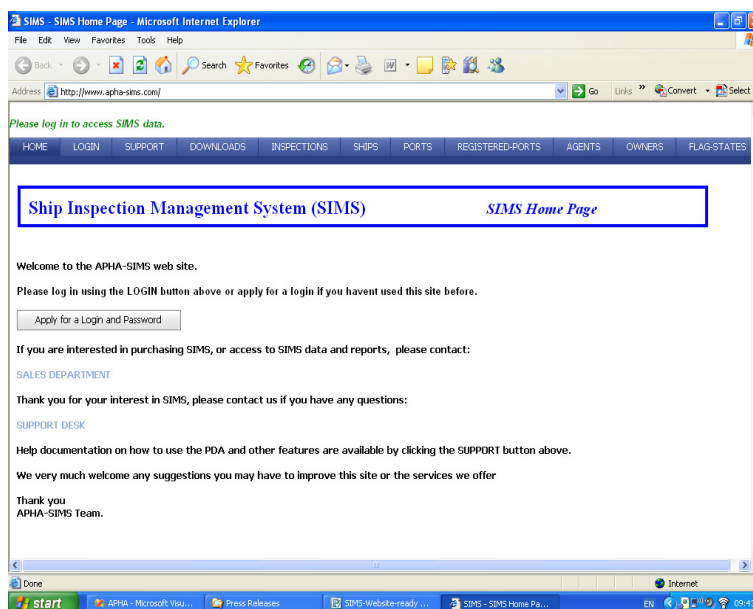 SIMS - SIMS Home Page - Microsoft Internet Explorer
File Edit View Favorites Tools Help
Back Search Favorites
Address http://www.apha-sims.com/ Go Links » Convert Select
Please log in to access SIMS data.
HOME LOGIN SUPPORT DOWNLOADS INSPECTIONS SHIPS PORTS REGISTERED-PORTS AGENTS OWNERS FLAG-STATES
Ship Inspection Management System (SIMS) SIMS Home Page
Welcome to the APHA-SIMS web site.
Please log in using the LOGIN button above or apply for a login if you havent used this site before.
Apply for a Login and Password
If you are interested in purchasing SIMS, or access to SIMS data and reports, please contact:
SALES DEPARTMENT
Thank you for your interest in SIMS, please contact us if you have any questions:
SUPPORT DESK
Help documentation on how to use the PDA and other features are available by clicking the SUPPORT button above.
We very much welcome any suggestions you may have to improve this site or the services we offer
Thank you
APHA-SIMS Team.
Done Internet
start APHA - Microsoft Visu... Press Releases SIMS-Website-ready ... SIMS - SIMS Home Pa... EN